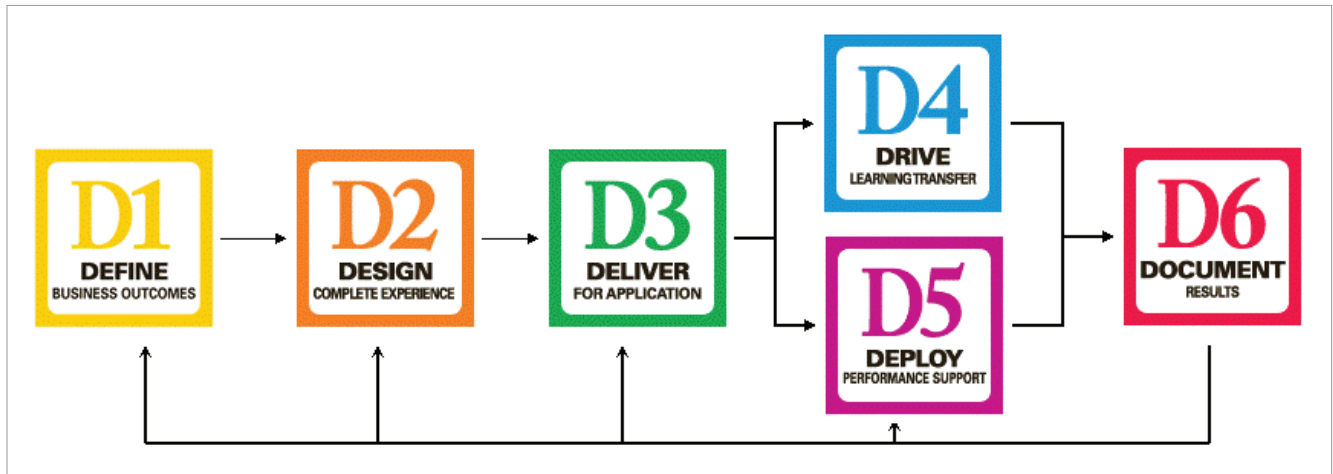 D1
DEFINE
BUSINESS OUTCOMES
D2
DESIGN
COMPLETE EXPERIENCE
D3
DELIVER
FOR APPLICATION
D4
DRIVE
LEARNING TRANSFER
D5
DEPLOY
PERFORMANCE SUPPORT
D6
DOCUMENT
RESULTS